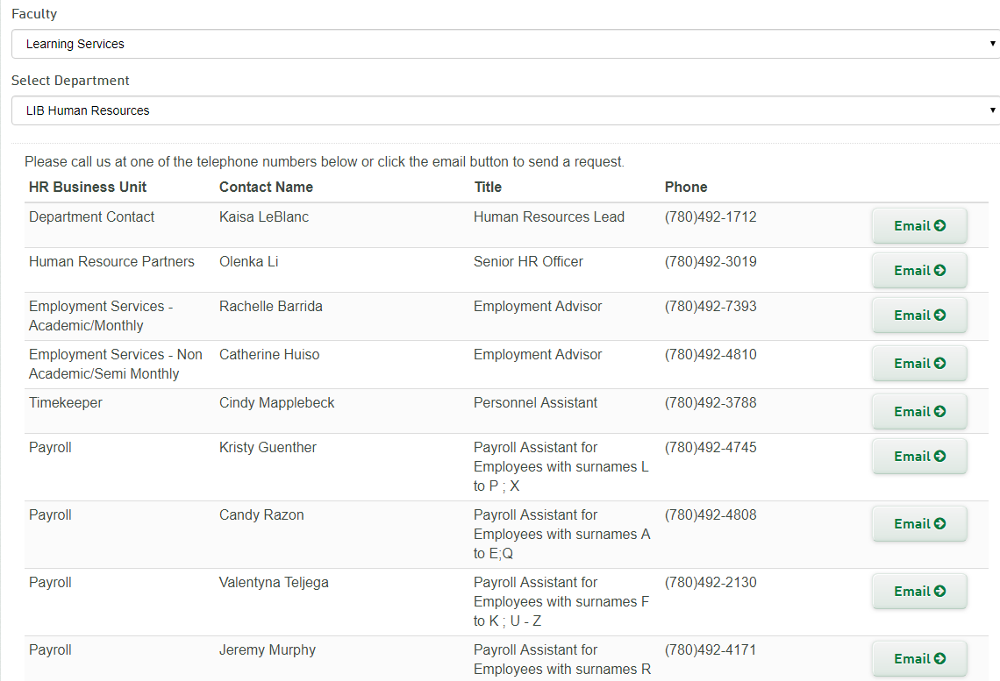 Faculty
Learning Services
Select Department
LIB Human Resources
Please call us at one of the telephone numbers below or click the email button to send a request.
HR Business Unit Contact Name Title Phone
Department Contact Kaisa LeBlanc Human Resources Lead (780)492-1712 Email
Human Resource Partners Olenka Li Senior HR Officer (780)492-3019 Email
Employment Services - Rachelle Barrida Employment Advisor (780)492-7393 Email
Academic/Monthly
Employment Services - Non Catherine Huiso Employment Advisor (780)492-4810 Email
Academic/Semi Monthly
Timekeeper Cindy Mapplebeck Personnel Assistant (780)492-3788 Email
Payroll Kristy Guenther Payroll Assistant for (780)492-4745 Email
Employees with surnames L
to P ; X
Payroll Candy Razon Payroll Assistant for (780)492-4808 Email
Employees with surnames A
to E;Q
Payroll Valentyna Teljega Payroll Assistant for (780)492-2130 Email
Employees with surnames F
to K ; U - Z
Payroll Jeremy Murphy Payroll Assistant for (780)492-4171 Email
Employees with surnames R